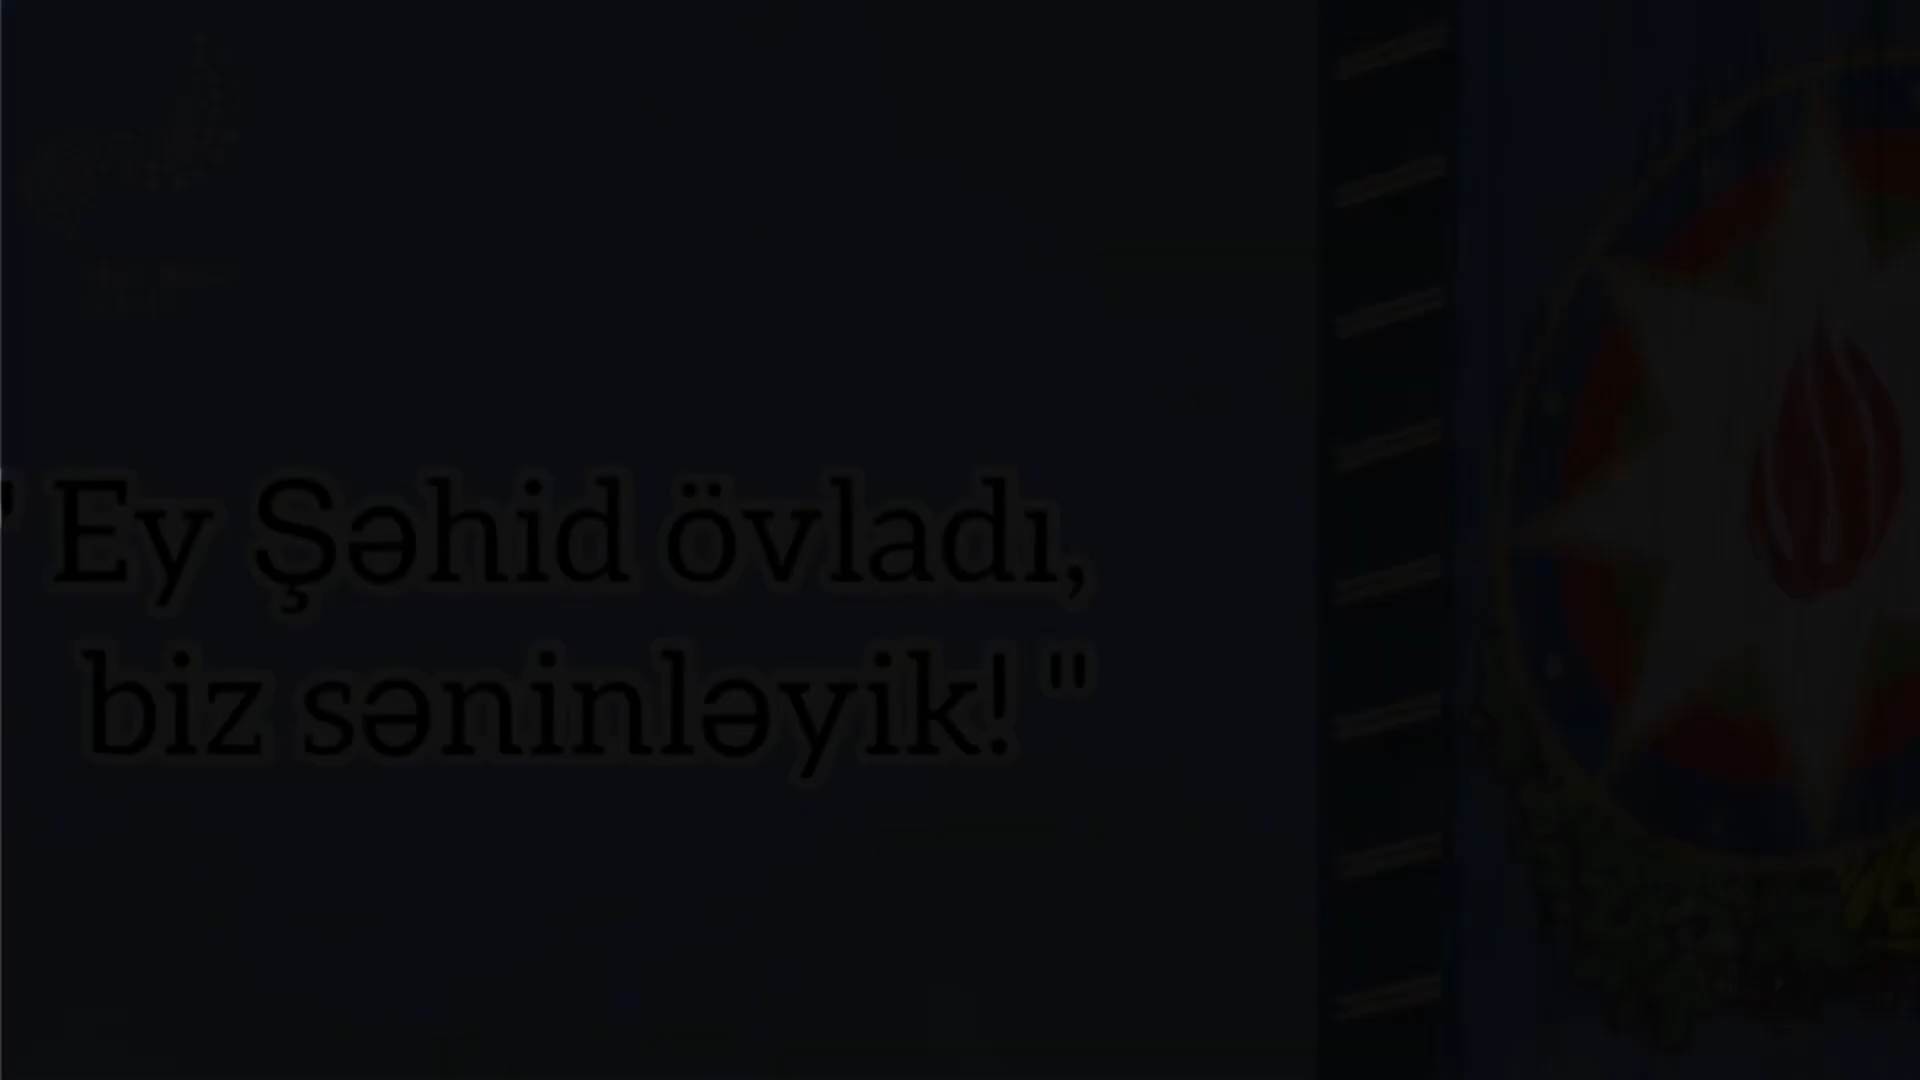 " Ey Şəhid övladı,
biz səninləyik! "